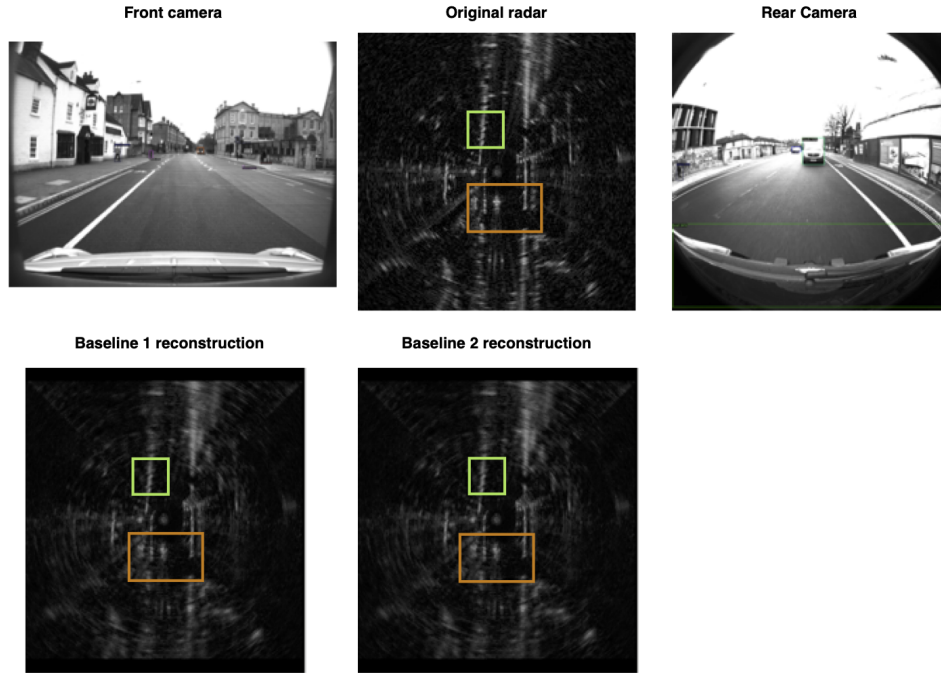 Front camera
Original radar
Rear Camera
Baseline 1 reconstruction
Baseline 2 reconstruction